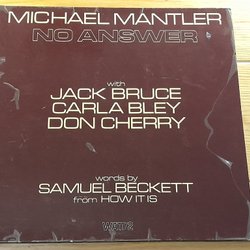 MICHAEL MANTLER
NO ANSWER
with
JACK BRUCE
CARLA BLEY
DON CHERRY
words by
SAMUEL BECKETT
from HOW IT IS
WATT/2